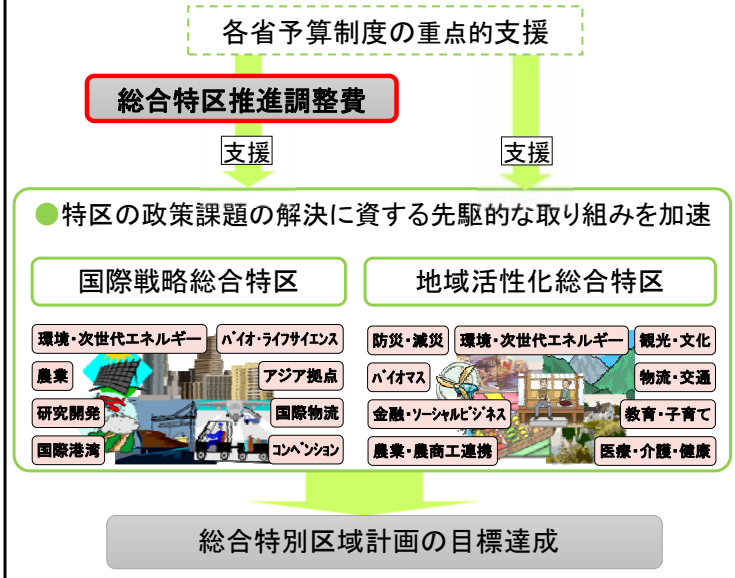 各省予算制度の重点的支援
総合特区推進調整費
支援
支援
●特区の政策課題の解決に資する先駆的な取り組みを加速
国際戦略総合特区
地域活性化総合特区
環境・次世代エネルギー
バイオ・ライフサイエンス
農業
アジア拠点
研究開発
国際物流
国際港湾
コンベンション
防災・減災
環境・次世代エネルギー
観光・文化
バイオマス
物流・交通
金融・ソーシャルビジネス
教育・子育て
農業・農商工連携
医療・介護・健康
総合特別区域計画の目標達成